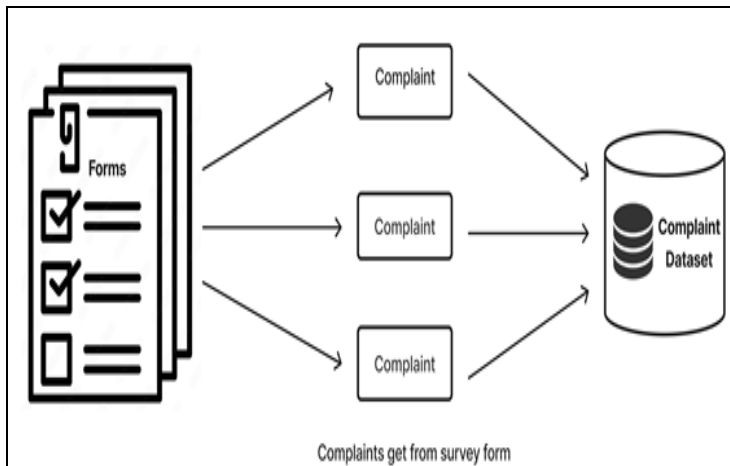 Forms
Complaint
Complaint
Complaint
Complaint
Dataset
Complaints get from survey form